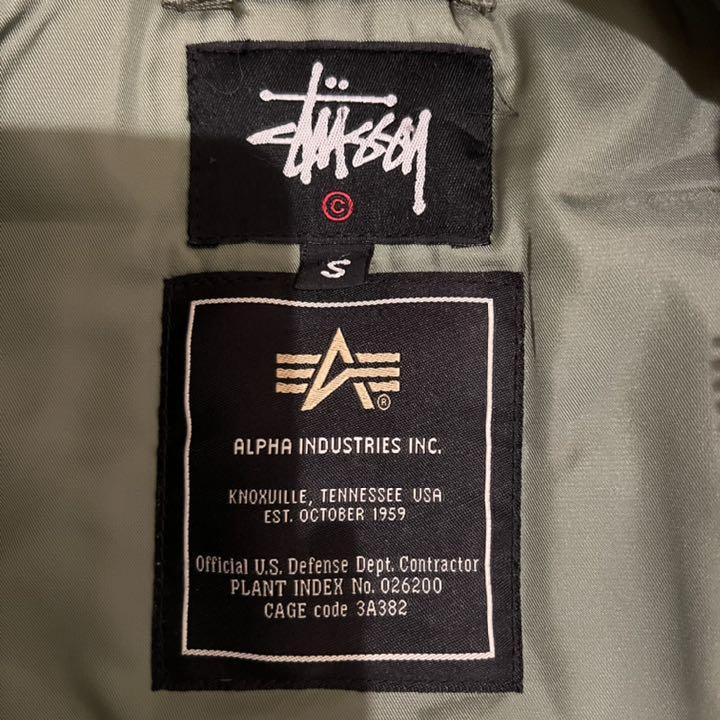 Stüssy
©
S
®
ALPHA INDUSTRIES INC.
KNOXVILLE, TENNESSEE USA
EST. OCTOBER 1959
Official U.S. Defense Dept. Contractor
PLANT INDEX No. 026200
CAGE code 3A382